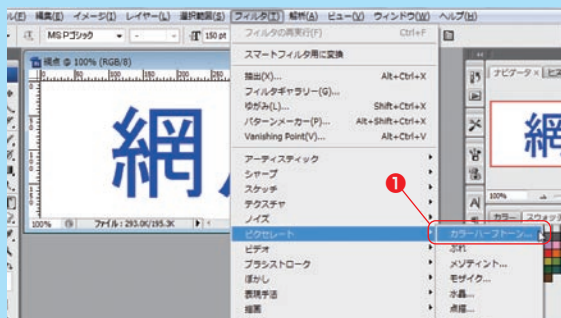 ル(F) 編集(E) イメージ(I) レイヤー(L) 選択範囲(S) フィルタ(T) 解析(A) ビュー(V) ウィンドウ(W) ヘルプ(H)
MS Pゴシック - 150 pt
フィルタの再実行(F) Ctrl+F
スマートフィルタ用に変換
視点 @ 100% (RGB/8)
0 50 100 150 200 250
抽出(X)... Alt+Ctrl+X
フィルタギャラリー(G)...
ゆがみ(L)... Shift+Ctrl+X
パターンメーカー(P)... Alt+Shift+Ctrl+X
Vanishing Point(V)... Alt+Ctrl+V
ナビゲータ × ヒス
網
網
アーティスティック
シャープ
スケッチ
テクスチャ
ノイズ
100%
❶
カラー スウォッ
100% ファイル : 293.0K/195.3K
ピクセレート
カラーハーフトーン...
ビデオ
ぶれ
ブラシストローク
メゾティント...
ぼかし
モザイク...
表現手法
水晶...
描画
点描...